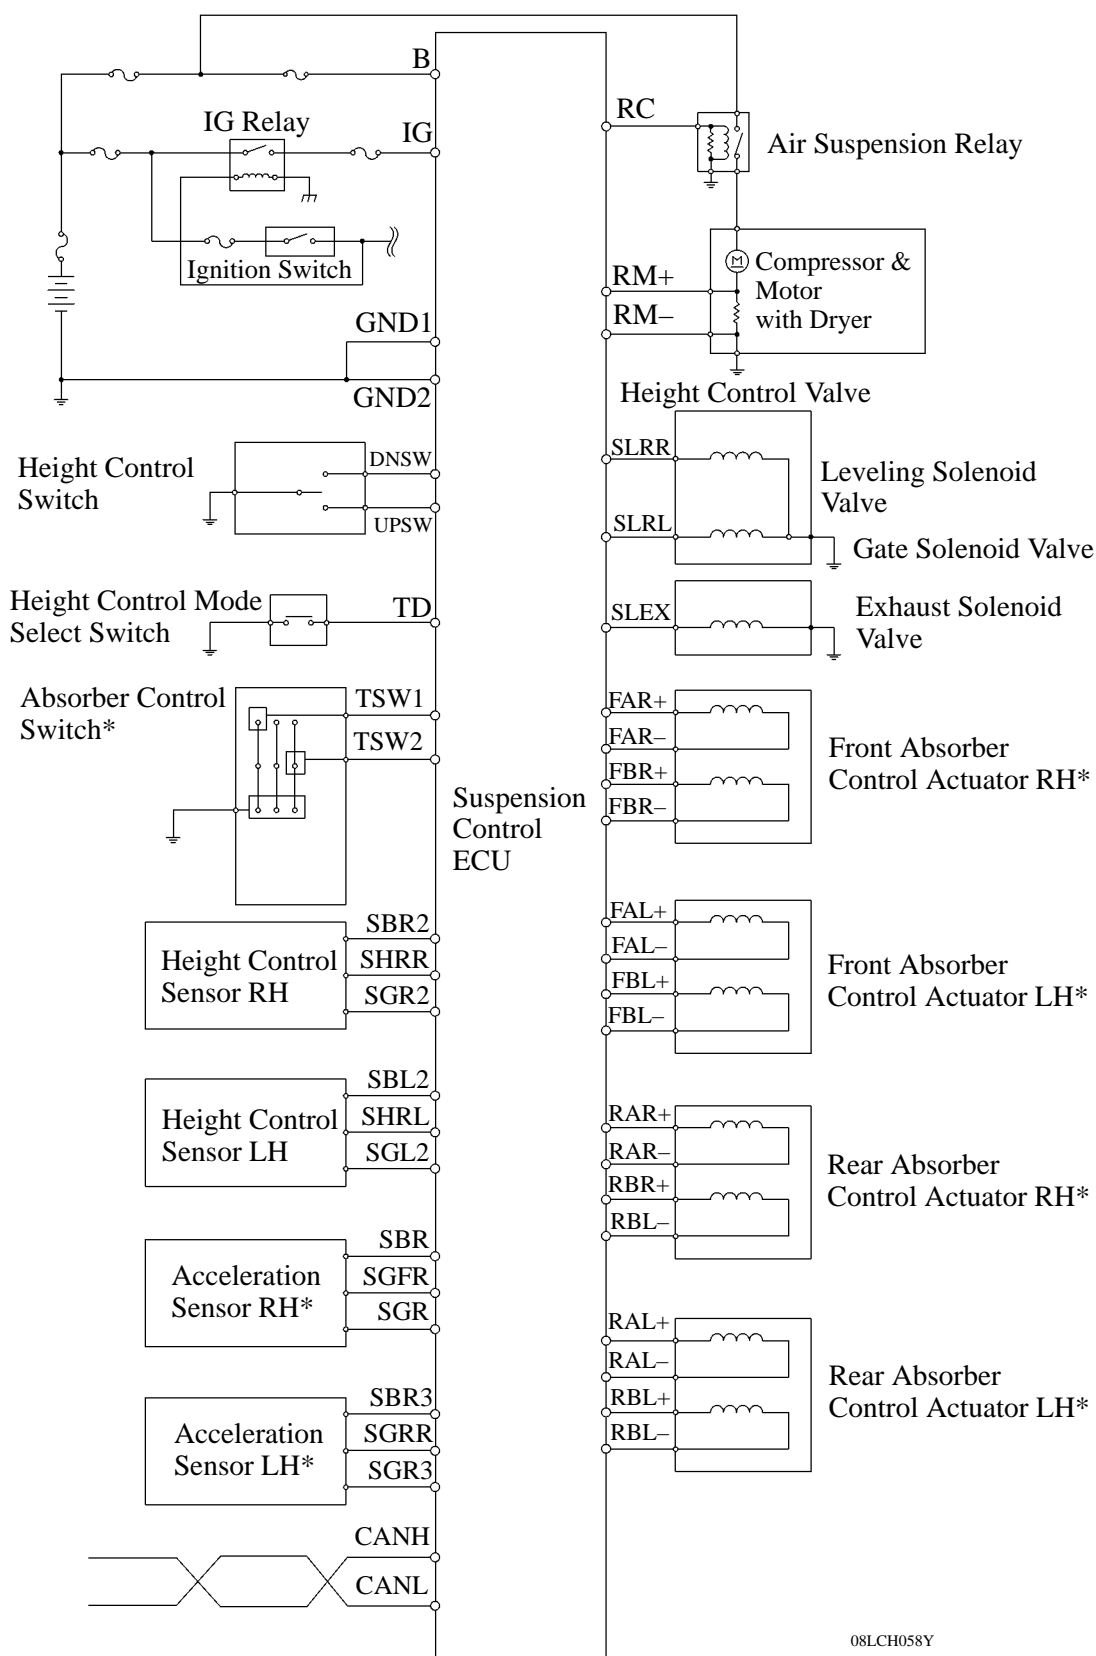 B
IG Relay
IG
Ignition Switch
GND1
GND2
Height Control
Switch
DNSW
UPSW
Height Control Mode
Select Switch
TD
Absorber Control
Switch*
TSW1
TSW2
Height Control
Sensor RH
SBR2
SHRR
SGR2
Height Control
Sensor LH
SBL2
SHRL
SGL2
Acceleration
Sensor RH*
SBR
SGFR
SGR
Acceleration
Sensor LH*
SBR3
SGRR
SGR3
CANH
CANL
Suspension
Control
ECU
RC
Air Suspension Relay
RM+
RM–
M
Compressor &
Motor
with Dryer
Height Control Valve
SLRR
Leveling Solenoid
Valve
SLRL
Gate Solenoid Valve
SLEX
Exhaust Solenoid
Valve
FAR+
FAR–
FBR+
FBR–
Front Absorber
Control Actuator RH*
FAL+
FAL–
FBL+
FBL–
Front Absorber
Control Actuator LH*
RAR+
RAR–
RBR+
RBL–
Rear Absorber
Control Actuator RH*
RAL+
RAL–
RBL+
RBL–
Rear Absorber
Control Actuator LH*
08LCH058Y